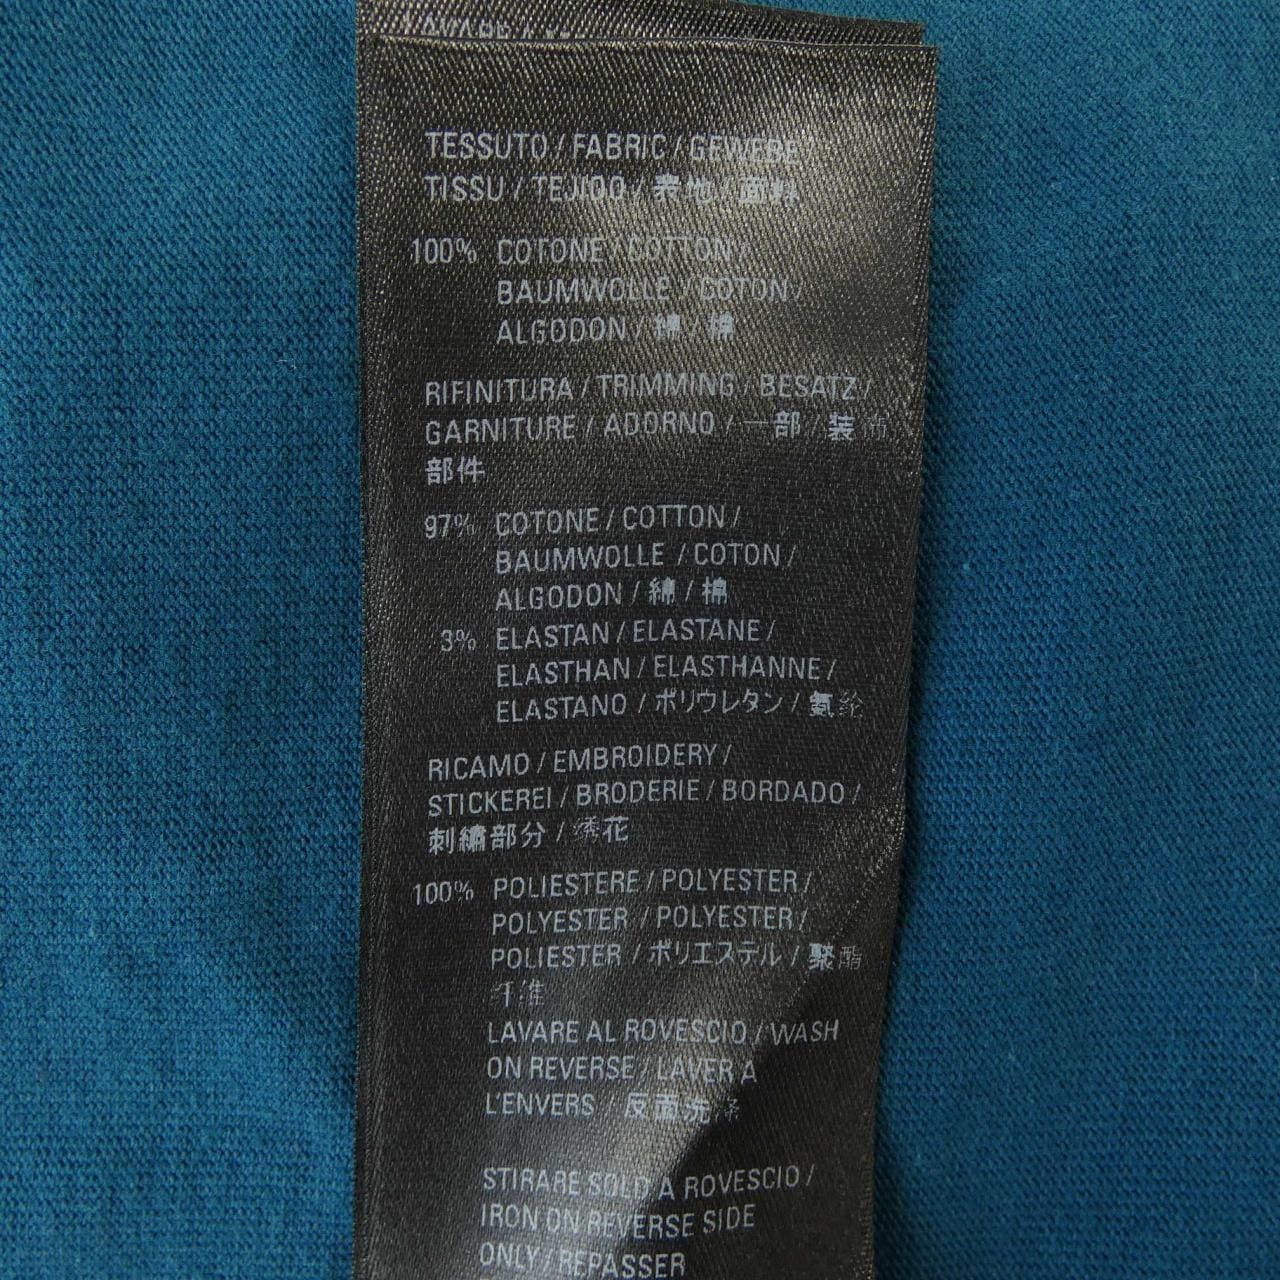 TESSUTO / FABRIC / GEWEBE
TISSU / TEJIDO / 表地 / 面料
100% COTONE / COTTON /
BAUMWOLLE / COTON /
ALGODON / 綿 / 棉
RIFINITURA / TRIMMING / BESATZ /
GARNITURE / ADORNO / 一部 / 装饰
部件
97% COTONE / COTTON /
BAUMWOLLE / COTON /
ALGODON / 綿 / 棉
3% ELASTAN / ELASTANE /
ELASTHAN / ELASTHANNE /
ELASTANO / ポリウレタン / 氨纶
RICAMO / EMBROIDERY /
STICKEREI / BRODERIE / BORDADO /
刺繍部分 / 绣花
100% POLIESTERE / POLYESTER /
POLYESTER / POLYESTER /
POLIESTER / ポリエステル / 聚酯
纤维
LAVARE AL ROVESCIO / WASH
ON REVERSE / LAVER A
L'ENVERS / 反面洗涤
STIRARE SOLO A ROVESCIO /
IRON ON REVERSE SIDE
ONLY / REPASSER